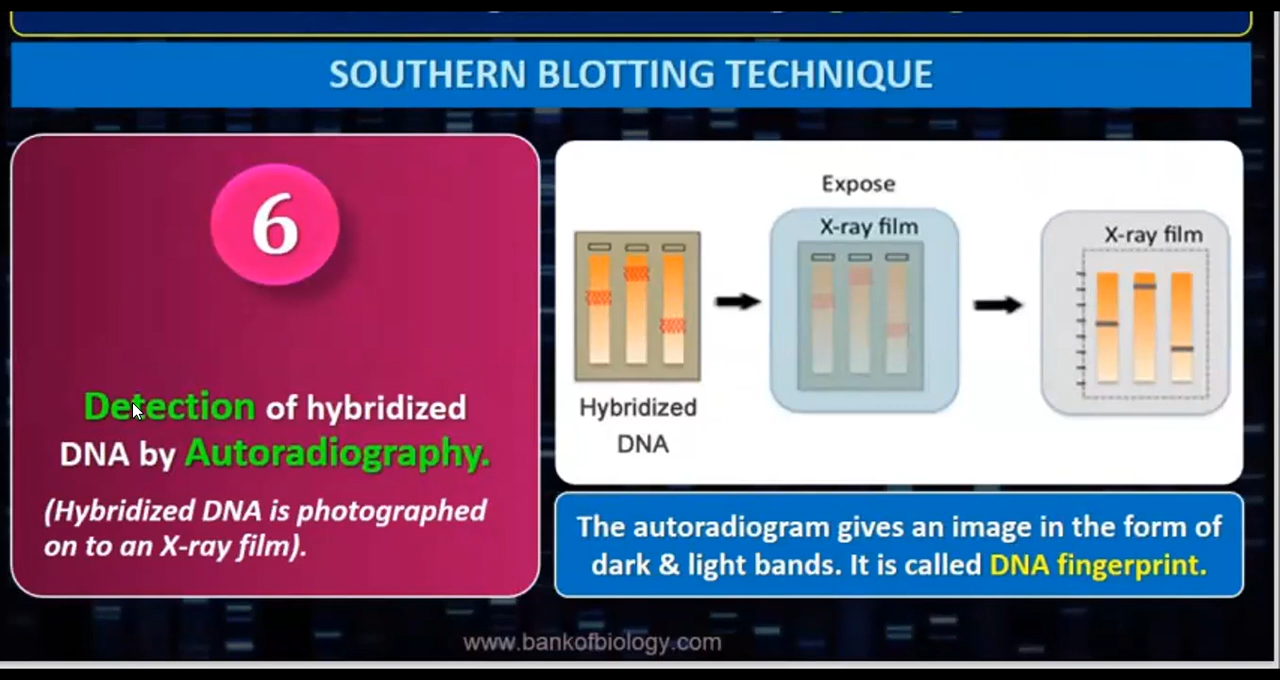 SOUTHERN BLOTTING TECHNIQUE
6
Detection of hybridized
DNA by Autoradiography.
(Hybridized DNA is photographed
on to an X-ray film).
Expose
X-ray film
X-ray film
Hybridized
DNA
The autoradiogram gives an image in the form of
dark & light bands. It is called DNA fingerprint.
www.bankofbiology.com